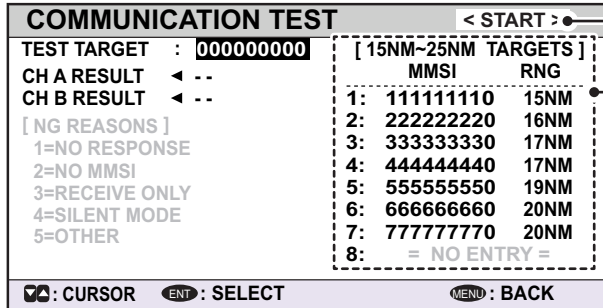 COMMUNICATION TEST < START >
TEST TARGET : 000000000
CH A RESULT ◄ - -
CH B RESULT ◄ - -
[ NG REASONS ]
1=NO RESPONSE
2=NO MMSI
3=RECEIVE ONLY
4=SILENT MODE
5=OTHER
[ 15NM~25NM TARGETS ]
MMSI RNG
1: 111111110 15NM
2: 222222220 16NM
3: 333333330 17NM
4: 444444440 17NM
5: 555555550 19NM
6: 666666660 20NM
7: 777777770 20NM
8: = NO ENTRY =
▼▲: CURSOR ENT: SELECT MENU: BACK